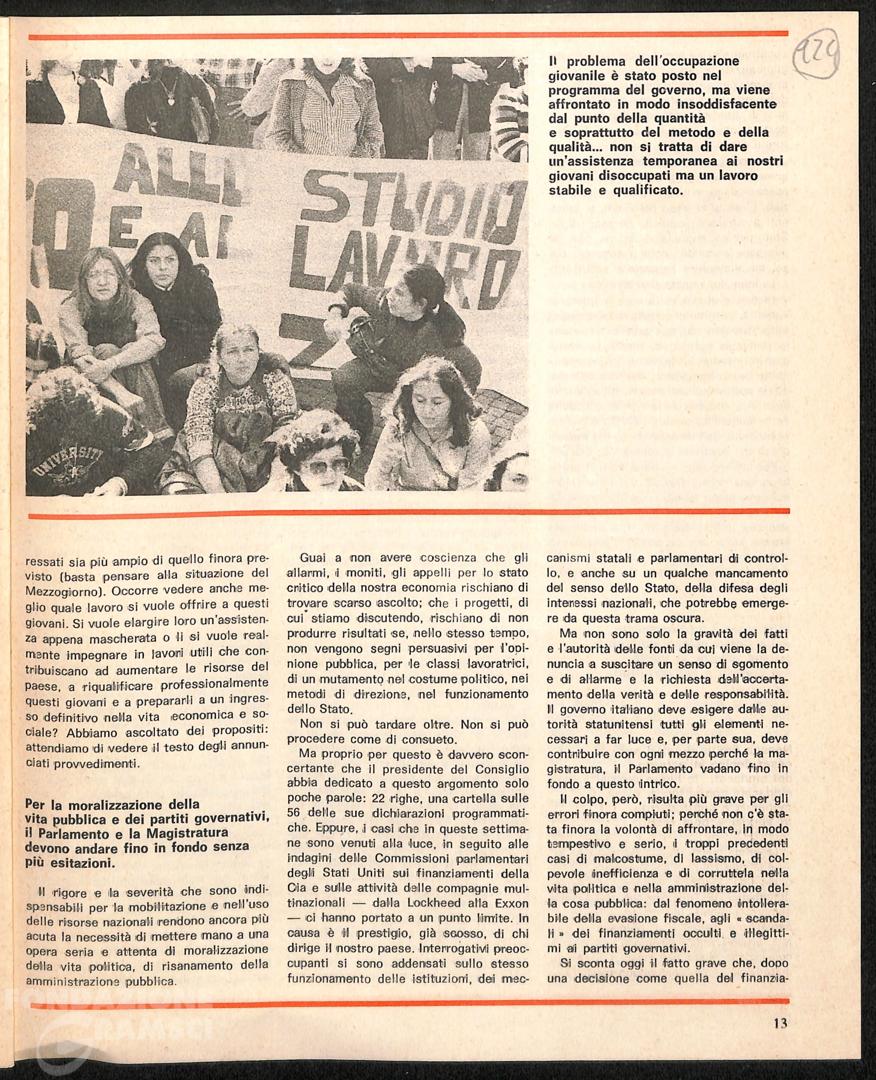 924
Il problema dell'occupazione
giovanile è stato posto nel
programma del governo, ma viene
affrontato in modo insoddisfacente
dal punto della quantità
e soprattutto del metodo e della
qualità... non si tratta di dare
un'assistenza temporanea ai nostri
giovani disoccupati ma un lavoro
stabile e qualificato.
ALL
E AI
STUDIO
LAVORO
UNIVERSITI
ressati sia più ampio di quello finora pre-
visto (basta pensare alla situazione del
Mezzogiorno). Occorre vedere anche me-
glio quale lavoro si vuole offrire a questi
giovani. Si vuole elargire loro un'assisten-
za appena mascherata o li si vuole real-
mente impegnare in lavori utili che con-
tribuiscano ad aumentare le risorse del
paese, a riqualificare professionalmente
questi giovani e a prepararli a un ingres-
so definitivo nella vita economica e so-
ciale? Abbiamo ascoltato dei propositi:
attendiamo di vedere il testo degli annun-
ciati provvedimenti.
Per la moralizzazione della
vita pubblica e dei partiti governativi,
il Parlamento e la Magistratura
devono andare fino in fondo senza
più esitazioni.
Il rigore e la severità che sono indi-
spensabili per la mobilitazione e nell'uso
delle risorse nazionali rendono ancora più
acuta la necessità di mettere mano a una
opera seria e attenta di moralizzazione
della vita politica, di risanamento della
amministrazione pubblica.
Guai a non avere coscienza che gli
allarmi, i moniti, gli appelli per lo stato
critico della nostra economia rischiano di
trovare scarso ascolto; che i progetti, di
cui stiamo discutendo, rischiano di non
produrre risultati se, nello stesso tempo,
non vengono segni persuasivi per l'opi-
nione pubblica, per le classi lavoratrici,
di un mutamento nel costume politico, nei
metodi di direzione, nel funzionamento
dello Stato.
Non si può tardare oltre. Non si può
procedere come di consueto.
Ma proprio per questo è davvero scon-
certante che il presidente del Consiglio
abbia dedicato a questo argomento solo
poche parole: 22 righe, una cartella sulle
56 delle sue dichiarazioni programmati-
che. Eppure, i casi che in queste settima-
ne sono venuti alla luce, in seguito alle
indagini delle Commissioni parlamentari
degli Stati Uniti sui finanziamenti della
Cia e sulle attività delle compagnie mul-
tinazionali — dalla Lockheed alla Exxon
— ci hanno portato a un punto limite. In
causa è il prestigio, già scosso, di chi
dirige il nostro paese. Interrogativi preoc-
cupanti si sono addensati sullo stesso
funzionamento delle istituzioni, dei mec-
canismi statali e parlamentari di control-
lo, e anche su un qualche mancamento
del senso dello Stato, della difesa degli
interessi nazionali, che potrebbe emerge-
re da questa trama oscura.
Ma non sono solo la gravità dei fatti
e l'autorità delle fonti da cui viene la de-
nuncia a suscitare un senso di sgomento
e di allarme e la richiesta dell'accerta-
mento della verità e delle responsabilità.
Il governo italiano deve esigere dalle au-
torità statunitensi tutti gli elementi ne-
cessari a far luce e, per parte sua, deve
contribuire con ogni mezzo perché la ma-
gistratura, il Parlamento vadano fino in
fondo a questo intrico.
Il colpo, però, risulta più grave per gli
errori finora compiuti; perché non c'è sta-
ta finora la volontà di affrontare, in modo
tempestivo e serio, i troppi precedenti
casi di malcostume, di lassismo, di col-
pevole inefficienza e di corruttela nella
vita politica e nella amministrazione del-
la cosa pubblica: dal fenomeno intollera-
bile della evasione fiscale, agli « scanda-
li » dei finanziamenti occulti e illegitti-
mi ai partiti governativi.
Si sconta oggi il fatto grave che, dopo
una decisione come quella del finanzia-
FONDAZIONE
GRAMSCI
13